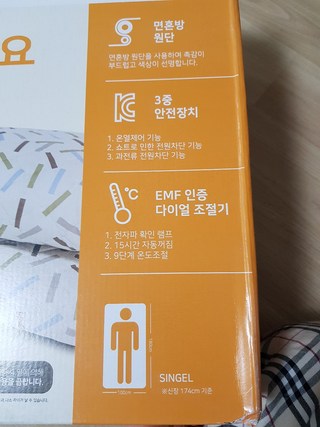 요
면혼방
원단
면혼방 원단을 사용하여 촉감이
부드럽고 색상이 선명합니다.
3중
안전장치
1. 온열제어 기능
2. 쇼트로 인한 전원차단 기능
3. 과전류 전원차단 기능
°C
EMF 인증
다이얼 조절기
1. 전자파 확인 램프
2. 15시간 자동꺼짐
3. 9단계 온도조절
SINGEL
※신장 174cm 기준